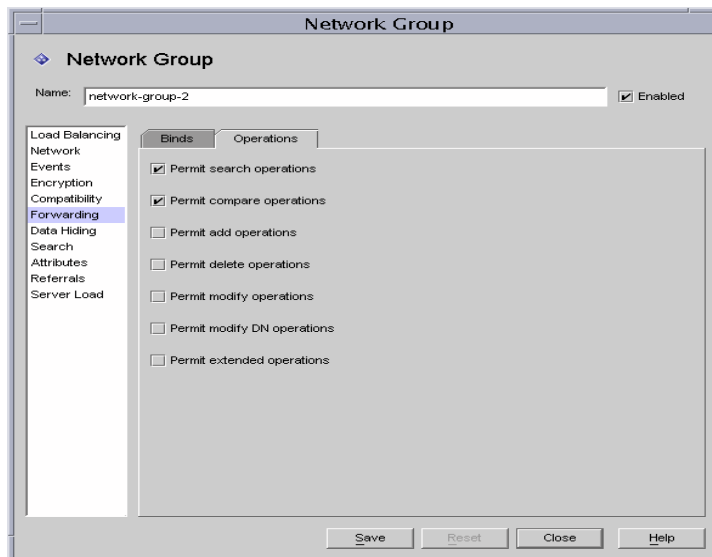 Network Group
Network Group
Name: network-group-2 Enabled
Load Balancing
Network
Events
Encryption
Compatibility
Forwarding
Data Hiding
Search
Attributes
Referrals
Server Load
Binds Operations
Permit search operations
Permit compare operations
Permit add operations
Permit delete operations
Permit modify operations
Permit modify DN operations
Permit extended operations
Save Reset Close Help